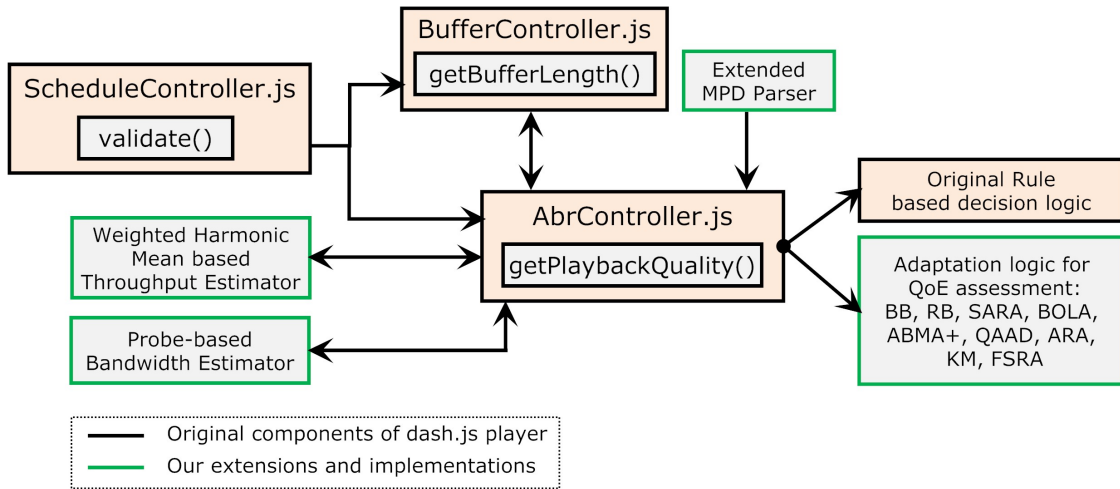 BufferController.js
getBufferLength()
ScheduleController.js
validate()
Extended
MPD Parser
AbrController.js
getPlaybackQuality()
Original Rule
based decision logic
Weighted Harmonic
Mean based
Throughput Estimator
Probe-based
Bandwidth Estimator
Adaptation logic for
QoE assessment:
BB, RB, SARA, BOLA,
ABMA+, QAAD, ARA,
KM, FSRA
Original components of dash.js player
Our extensions and implementations